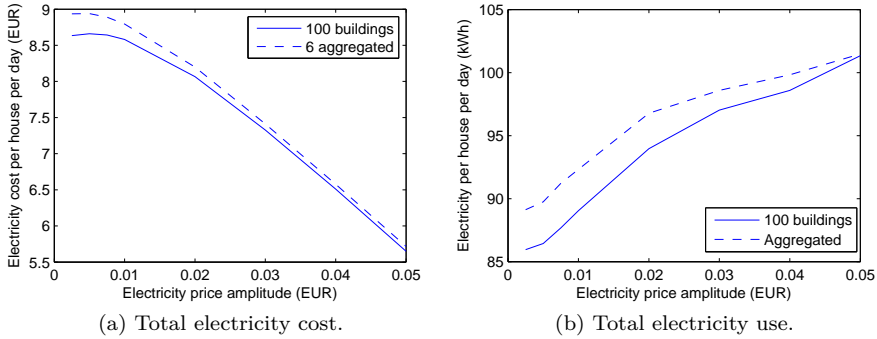 9
8.5
8
7.5
7
6.5
6
5.5
0 0.01 0.02 0.03 0.04 0.05
Electricity cost per house per day (EUR)
Electricity price amplitude (EUR)
100 buildings
6 aggregated
(a) Total electricity cost.
105
100
95
90
85
0 0.01 0.02 0.03 0.04 0.05
Electricity per house per day (kWh)
Electricity price amplitude (EUR)
100 buildings
Aggregated
(b) Total electricity use.